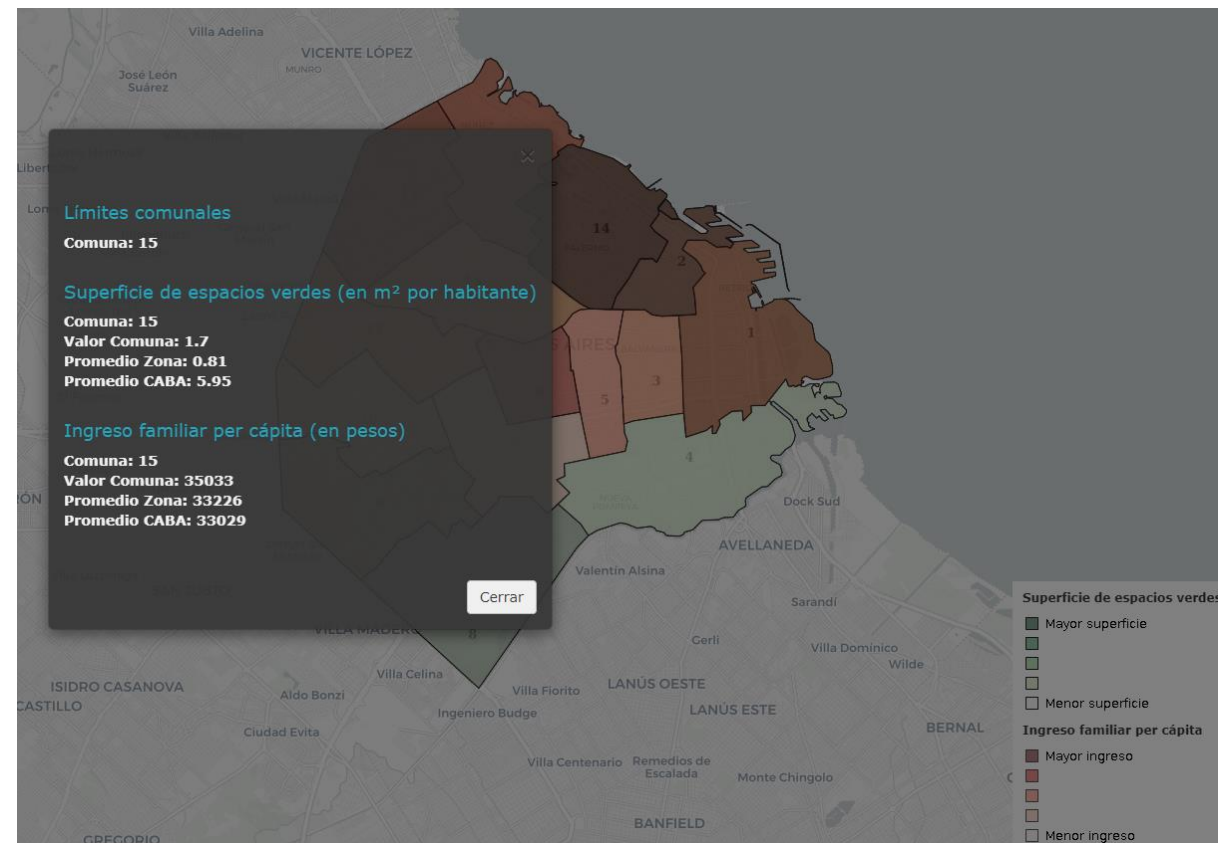 Villa Adelina
VICENTE LÓPEZ
MUNRO
José León
Suárez
Límites comunales
Comuna: 15
Superficie de espacios verdes (en m² por habitante)
Comuna: 15
Valor Comuna: 1.7
Promedio Zona: 0.81
Promedio CABA: 5.95
Ingreso familiar per cápita (en pesos)
Comuna: 15
Valor Comuna: 35033
Promedio Zona: 33226
Promedio CABA: 33029
Cerrar
14
2
1
3
5
4
8
AIRES
Dock Sud
AVELLANEDA
Valentín Alsina
Sarandí
VILLA MADERO
Gerli
Villa Domínico
Wilde
Villa Celina
ISIDRO CASANOVA
Aldo Bonzi
Villa Fiorito
LANÚS OESTE
CASTILLO
Ingeniero Budge
LANÚS ESTE
Ciudad Evita
BERNAL
Villa Centenario
Remedios de
Escalada
Monte Chingolo
BANFIELD
GREGORIO
Superficie de espacios verdes
Mayor superficie
Menor superficie
Ingreso familiar per cápita
Mayor ingreso
Menor ingreso